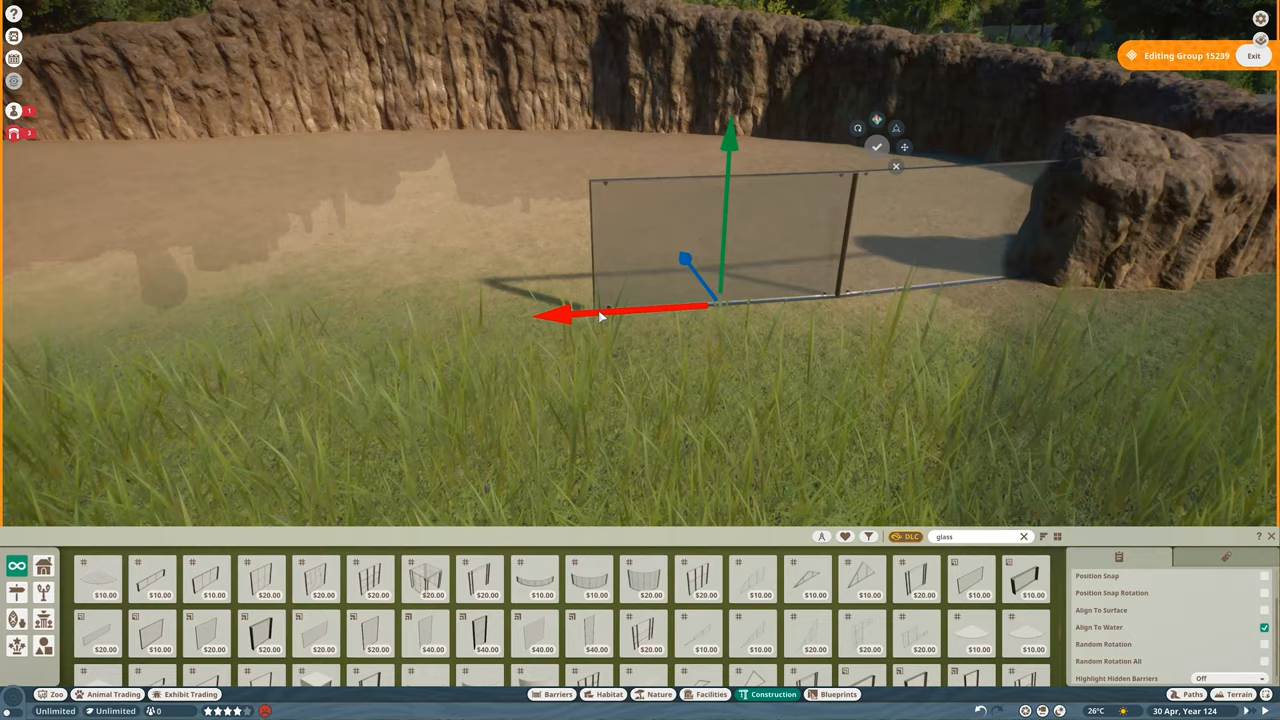 ?
Editing Group 15239
Exit
1
3
DLC
glass
?
$10.00
$10.00
$10.00
$20.00
$20.00
$20.00
$20.00
$20.00
$10.00
$10.00
$20.00
$20.00
$10.00
$10.00
$10.00
$20.00
$10.00
$10.00
$20.00
$10.00
$20.00
$20.00
$20.00
$20.00
$40.00
$40.00
$40.00
$40.00
$20.00
$10.00
$10.00
$20.00
$20.00
$20.00
$10.00
$10.00
Position Snap
Position Snap Rotation
Align To Surface
Align To Water
Random Rotation
Random Rotation All
Highlight Hidden Barriers Off
Zoo
Animal Trading
Exhibit Trading
Barriers
Habitat
Nature
Facilities
Construction
Blueprints
Paths
Terrain
Unlimited
Unlimited
0
26°C
30 Apr, Year 124